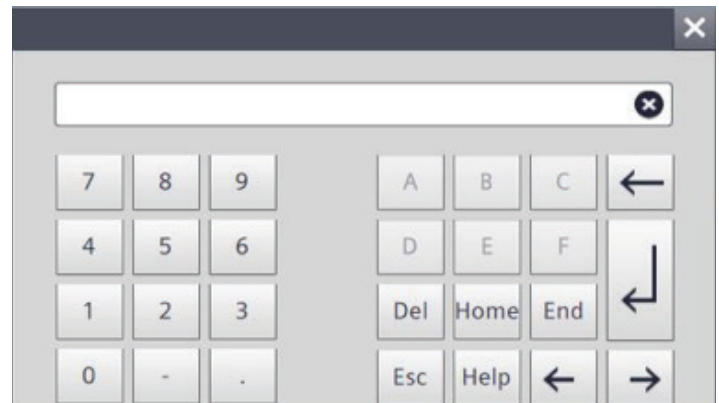 7 8 9 A B C ←
4 5 6 D E F
1 2 3 Del Home End
0 - . Esc Help ← →